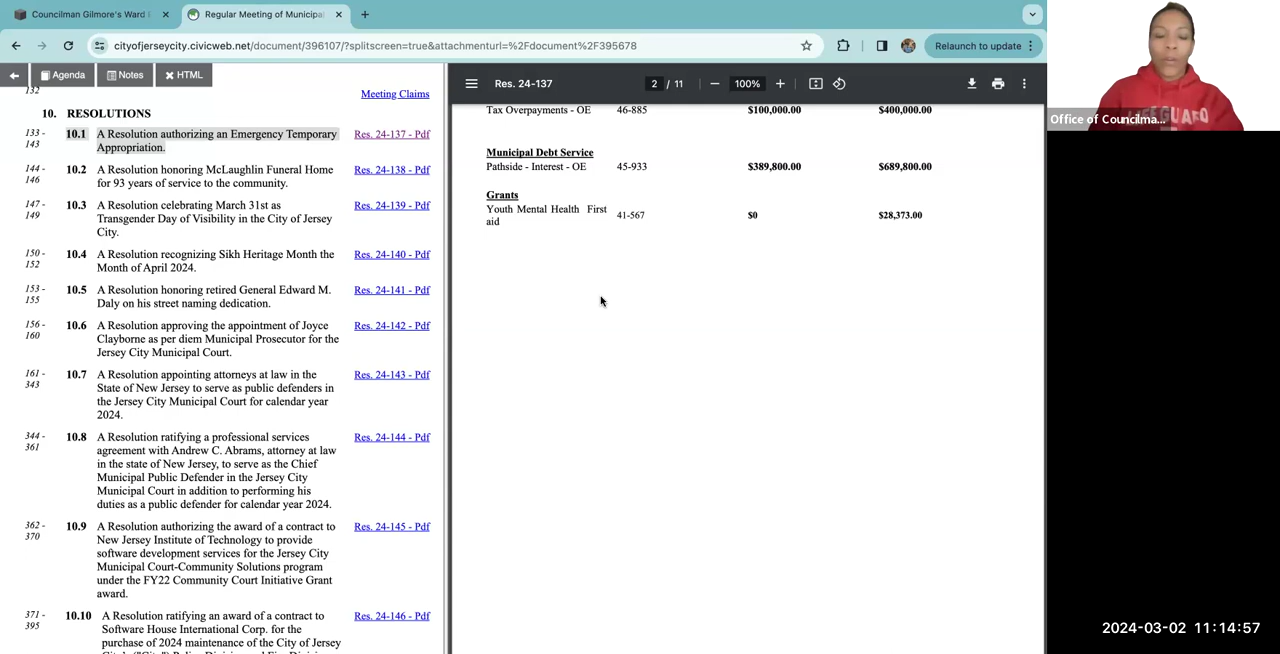 Councilman Gilmore's Ward
Regular Meeting of Municipal
cityofjerseycity.civicweb.net/document/396107/?splitscreen=true&attachmenturl=%2Fdocument%2F395678
Relaunch to update
Agenda
Notes
HTML
Res. 24-137
2 / 11
100%
132
Meeting Claims
10. RESOLUTIONS
133 -
143
10.1 A Resolution authorizing an Emergency Temporary
Appropriation.
Res. 24-137 - Pdf
144 -
146
10.2 A Resolution honoring McLaughlin Funeral Home
for 93 years of service to the community.
Res. 24-138 - Pdf
147 -
149
10.3 A Resolution celebrating March 31st as
Transgender Day of Visibility in the City of Jersey
City.
Res. 24-139 - Pdf
150 -
152
10.4 A Resolution recognizing Sikh Heritage Month the
Month of April 2024.
Res. 24-140 - Pdf
153 -
155
10.5 A Resolution honoring retired General Edward M.
Daly on his street naming dedication.
Res. 24-141 - Pdf
156 -
160
10.6 A Resolution approving the appointment of Joyce
Clayborne as per diem Municipal Prosecutor for the
Jersey City Municipal Court.
Res. 24-142 - Pdf
161 -
343
10.7 A Resolution appointing attorneys at law in the
State of New Jersey to serve as public defenders in
the Jersey City Municipal Court for calendar year
2024.
Res. 24-143 - Pdf
344 -
361
10.8 A Resolution ratifying a professional services
agreement with Andrew C. Abrams, attorney at law
in the state of New Jersey, to serve as the Chief
Municipal Public Defender in the Jersey City
Municipal Court in addition to performing his
duties as a public defender for calendar year 2024.
Res. 24-144 - Pdf
362 -
370
10.9 A Resolution authorizing the award of a contract to
New Jersey Institute of Technology to provide
software development services for the Jersey City
Municipal Court-Community Solutions program
under the FY22 Community Court Initiative Grant
award.
Res. 24-145 - Pdf
371 -
395
10.10 A Resolution ratifying an award of a contract to
Software House International Corp. for the
purchase of 2024 maintenance of the City of Jersey
Res. 24-146 - Pdf
Tax Overpayments - OE 46-885 $100,000.00 $400,000.00
Municipal Debt Service
Pathside - Interest - OE 45-933 $389,800.00 $689,800.00
Grants
Youth Mental Health First
aid
41-567 $0 $28,373.00
Office of Councilma...
2024-03-02 11:14:57